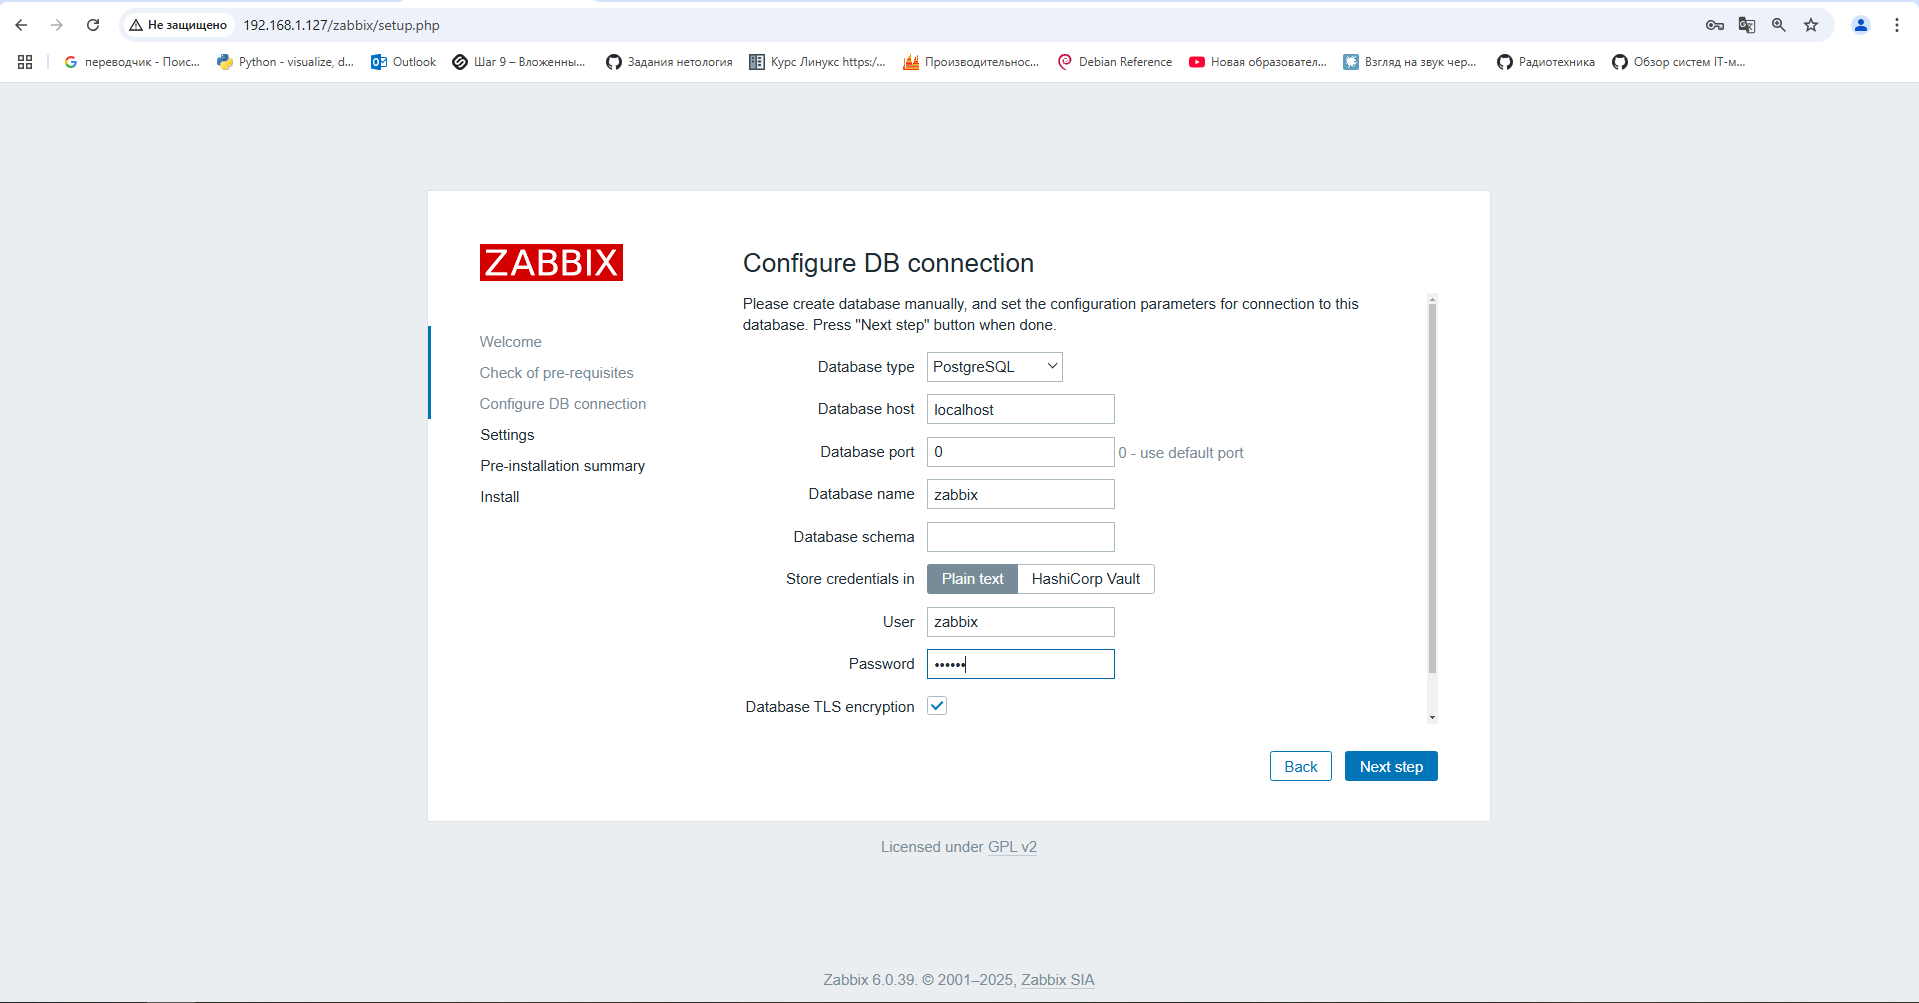 Не защищено 192.168.1.127/zabbix/setup.php
переводчик - Поис... Python - visualize, d... Outlook Шаг 9 – Вложенны... Задания нетология Курс Линукс https:/... Производительнос... Debian Reference Новая образовател... Взгляд на звук чер... Радиотехника Обзор систем IT-м...
ZABBIX
Welcome
Check of pre-requisites
Configure DB connection
Settings
Pre-installation summary
Install
Configure DB connection
Please create database manually, and set the configuration parameters for connection to this
database. Press "Next step" button when done.
Database type PostgreSQL
Database host localhost
Database port 0 0 - use default port
Database name zabbix
Database schema
Store credentials in Plain text HashiCorp Vault
User zabbix
Password ••••••
Database TLS encryption
Back Next step
Licensed under GPL v2
Zabbix 6.0.39. © 2001–2025, Zabbix SIA